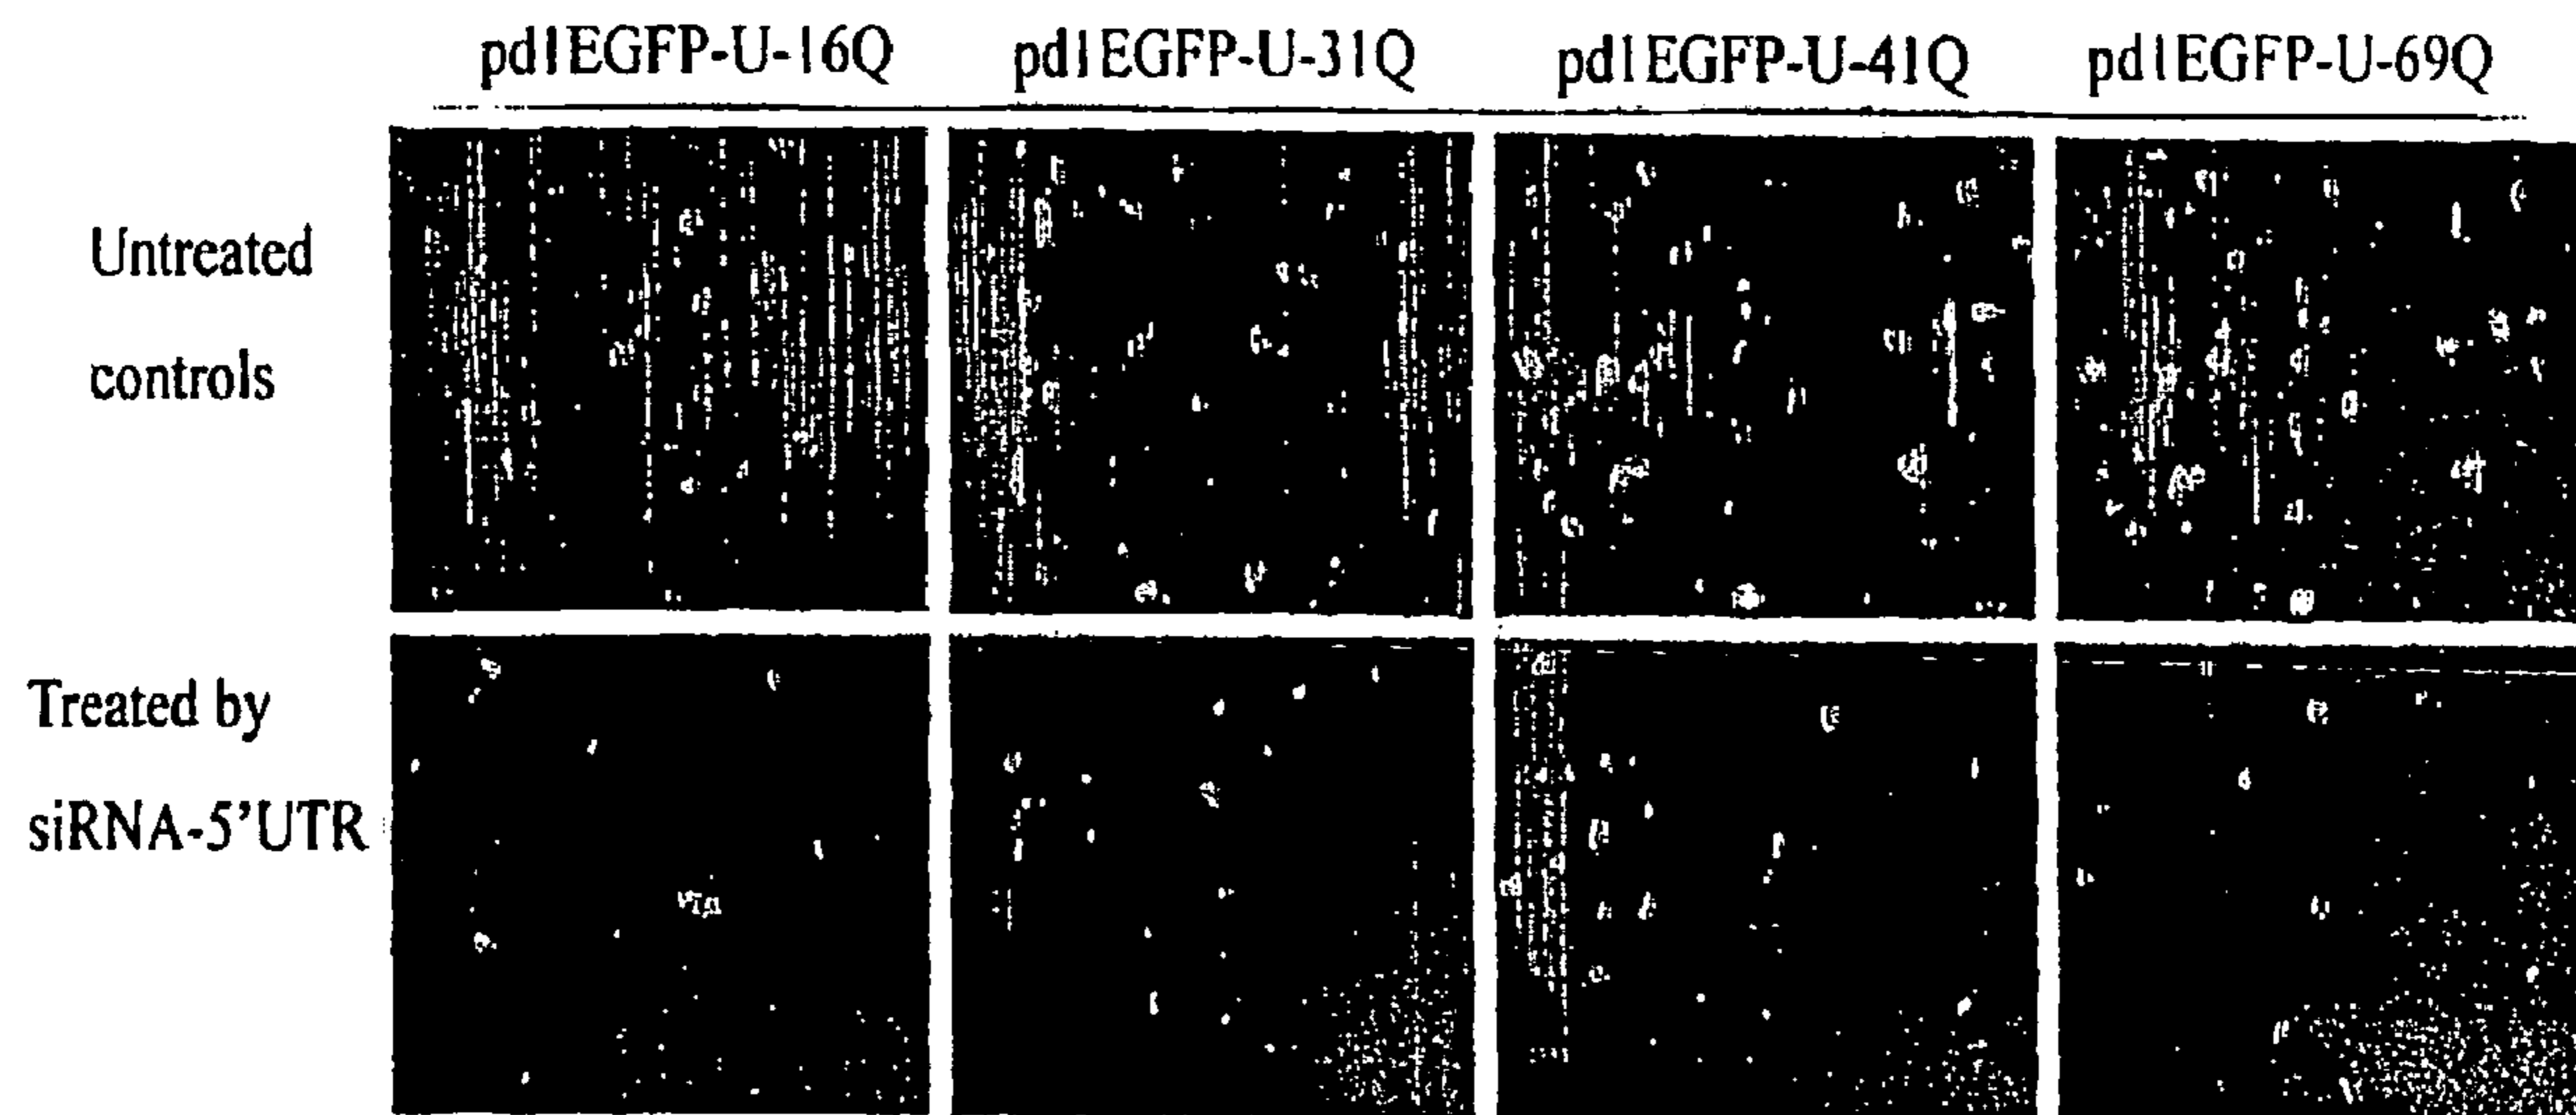 pd1EGFP-U-16Q pd1EGFP-U-31Q pd1EGFP-U-41Q pd1EGFP-U-69Q
Untreated
controls
Treated by
siRNA-5’UTR